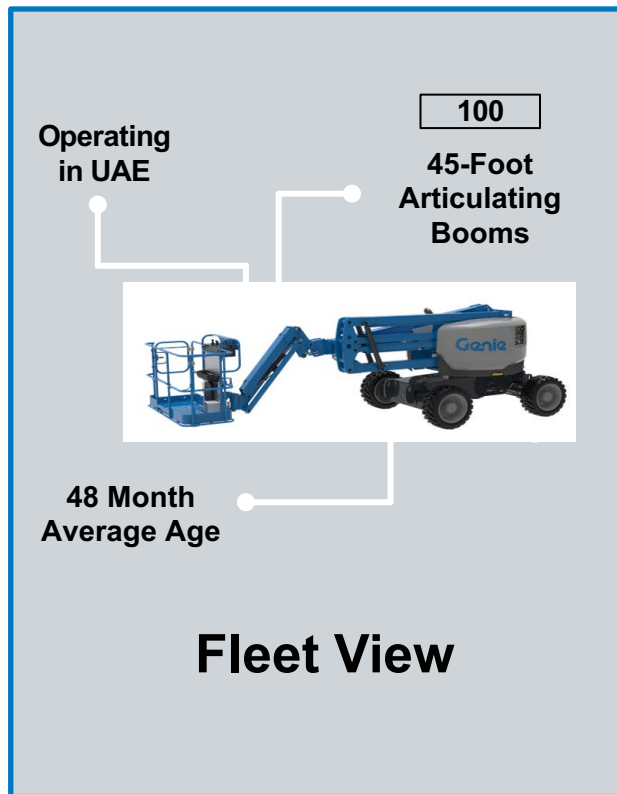 Operating
in UAE
100
45-Foot
Articulating
Booms
Genie
48 Month
Average Age
Fleet View